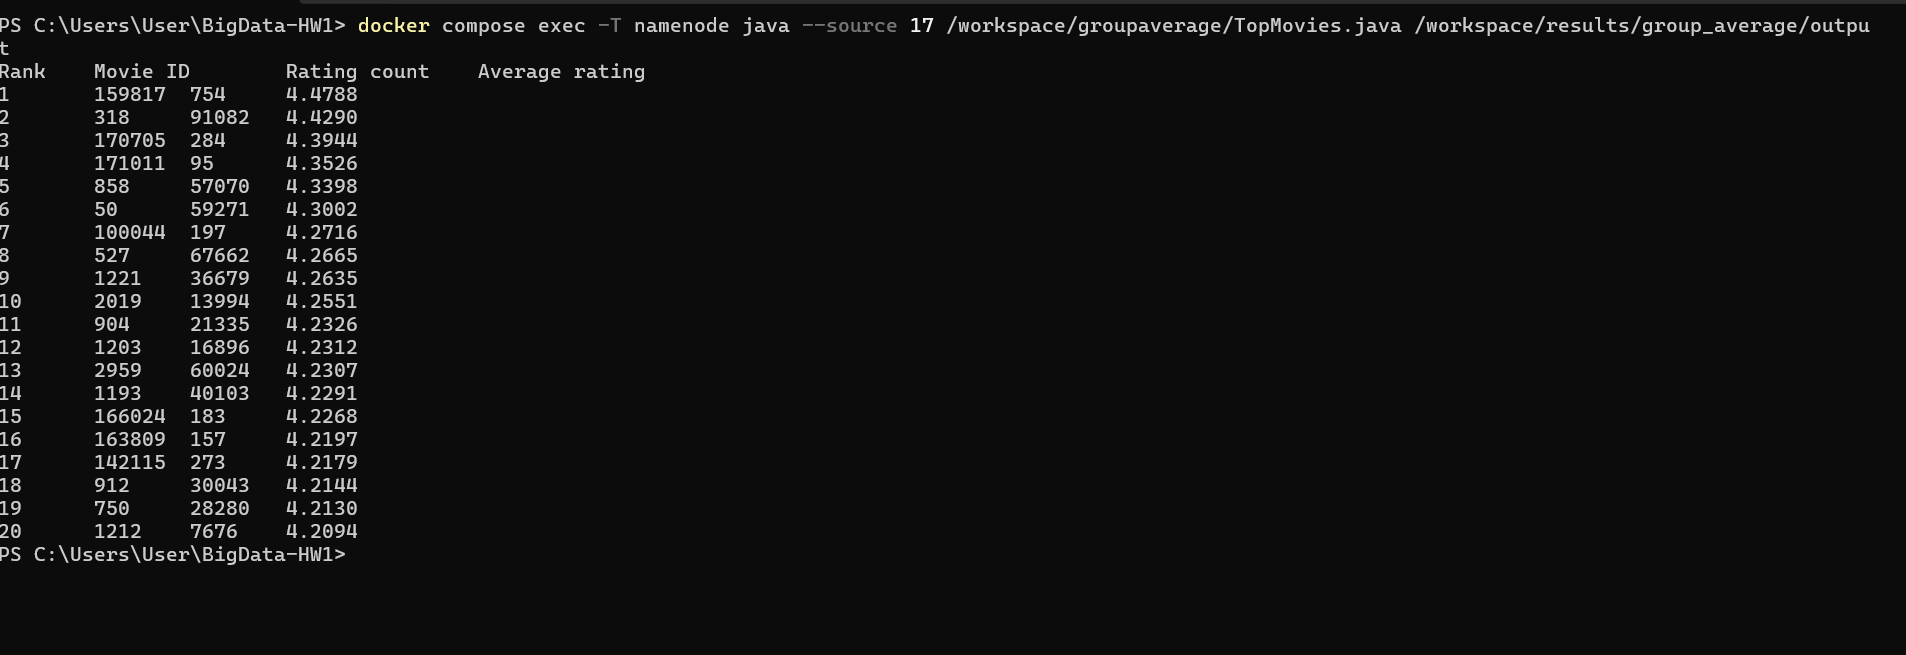 PS C:\Users\User\BigData-HW1> docker compose exec -T namenode java --source 17 /workspace/groupaverage/TopMovies.java /workspace/results/group_average/outpu
t
Rank Movie ID Rating count Average rating
1 159817 754 4.4788
2 318 91082 4.4290
3 170705 284 4.3944
4 171011 95 4.3526
5 858 57070 4.3398
6 50 59271 4.3002
7 100044 197 4.2716
8 527 67662 4.2665
9 1221 36679 4.2635
10 2019 13994 4.2551
11 904 21335 4.2326
12 1203 16896 4.2312
13 2959 60024 4.2307
14 1193 40103 4.2291
15 166024 183 4.2268
16 163809 157 4.2197
17 142115 273 4.2179
18 912 30043 4.2144
19 750 28280 4.2130
20 1212 7676 4.2094
PS C:\Users\User\BigData-HW1>